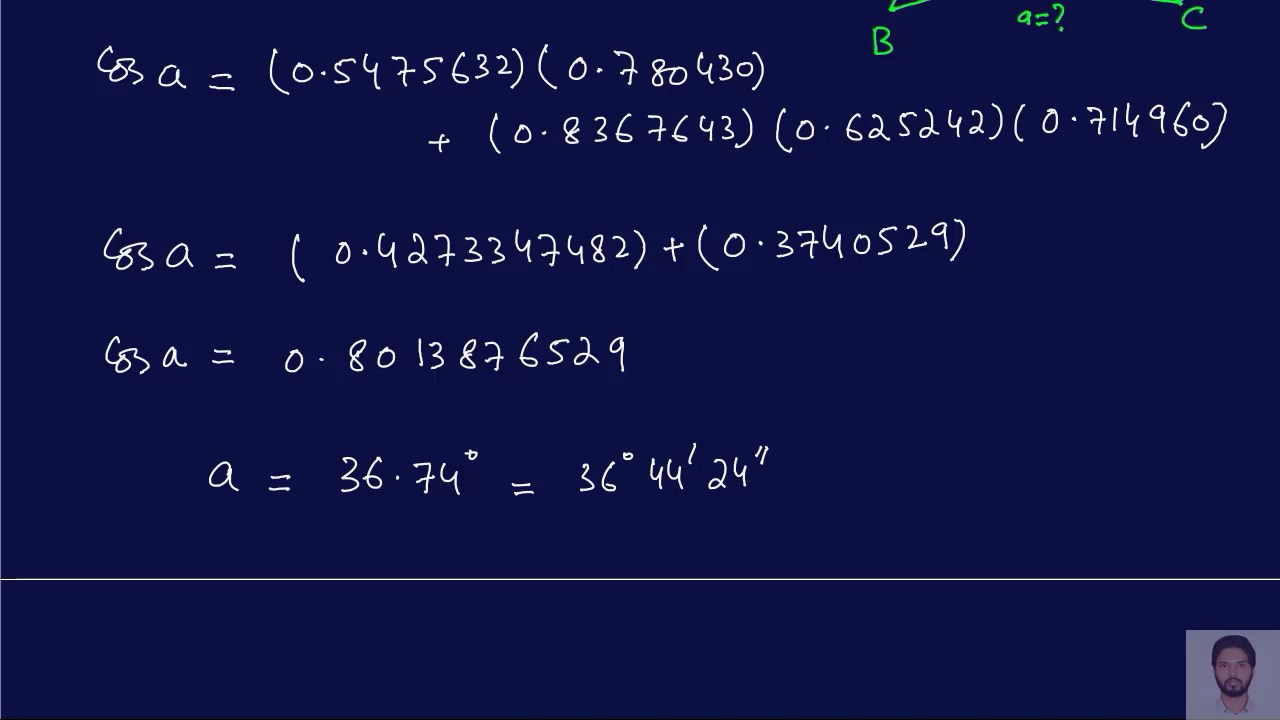 B a=? C
Cos a = (0.5475632)(0.780430)
+ (0.8367643)(0.625242)(0.714960)
Cos a = (0.4273347482)+(0.3740529)
Cos a = 0.8013876529
a = 36.74° = 36°44'24"